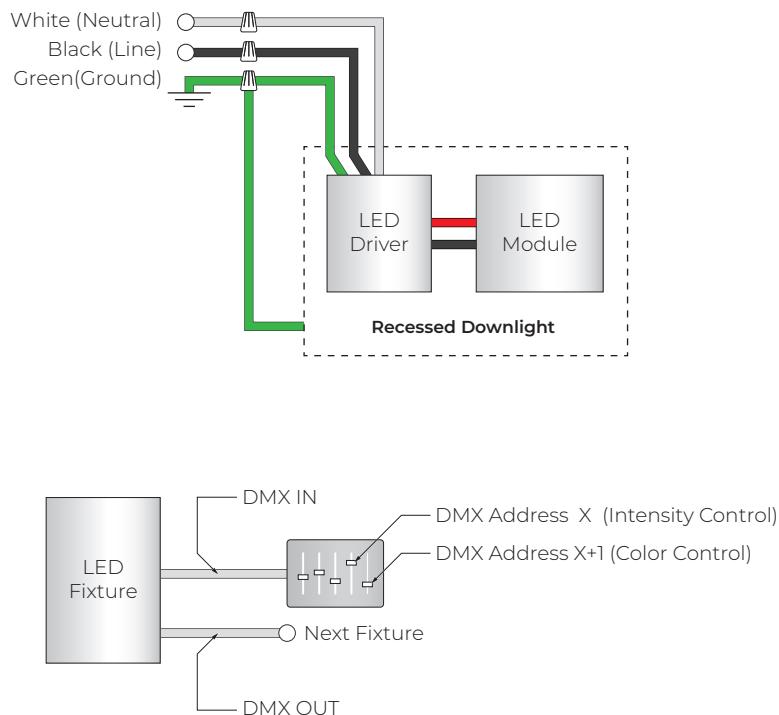 White (Neutral)
Black (Line)
Green(Ground)
LED
Driver
LED
Module
Recessed Downlight
DMX IN
DMX Address  X  (Intensity Control)
DMX Address X+1 (Color Control)
LED
Fixture
Next Fixture
DMX OUT